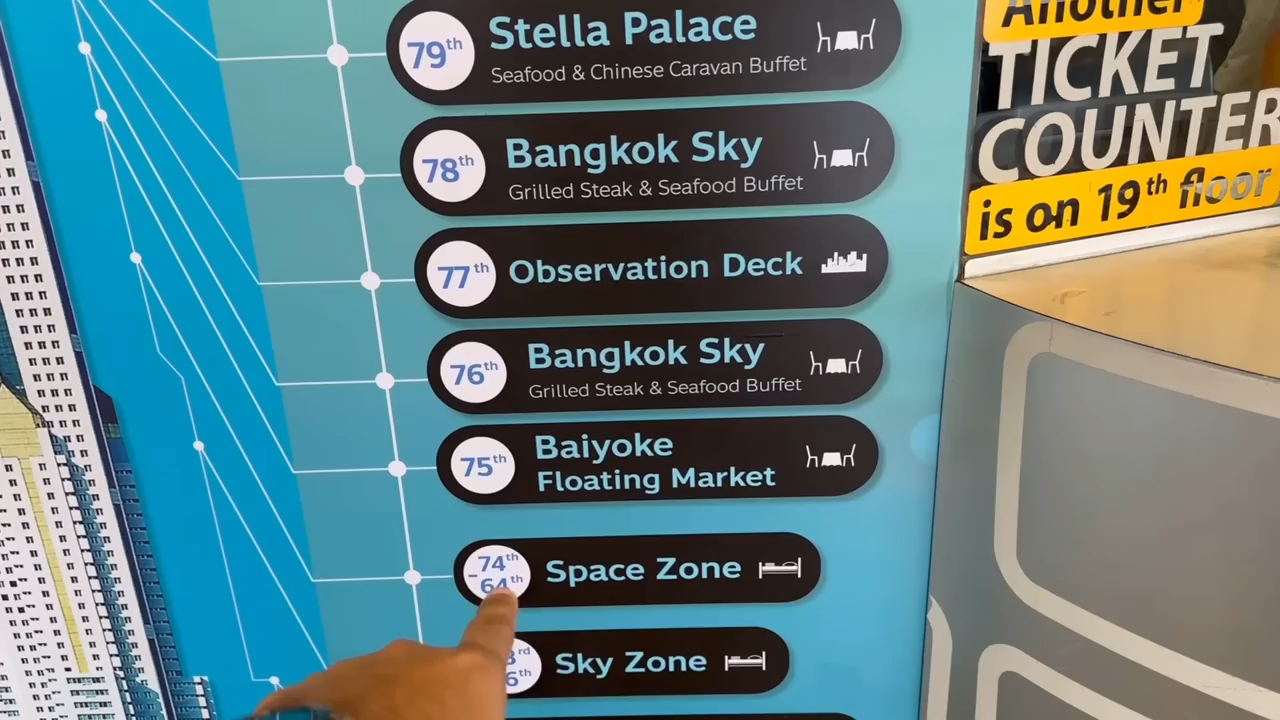 79th
Stella Palace
Seafood & Chinese Caravan Buffet
78th
Bangkok Sky
Grilled Steak & Seafood Buffet
77th
Observation Deck
76th
Bangkok Sky
Grilled Steak & Seafood Buffet
75th
Baiyoke
Floating Market
74th
-64th
Space Zone
Sky Zone
Another
TICKET
COUNTER
is on 19th floor